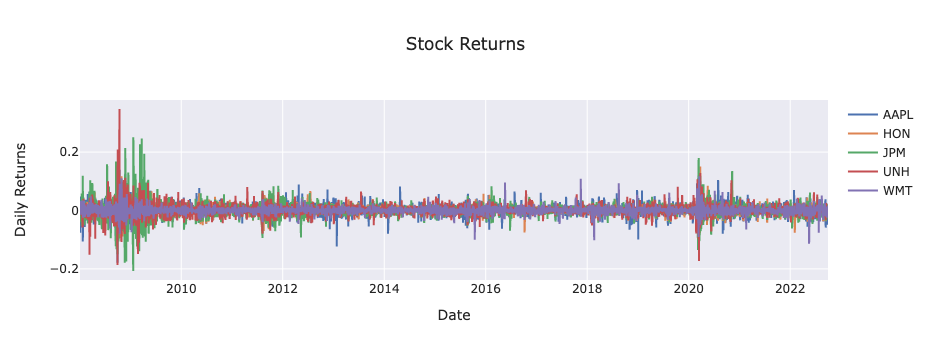 Stock Returns
AAPL
HON
JPM
UNH
WMT
Daily Returns
0.2
0
−0.2
2010
2012
2014
2016
2018
2020
2022
Date